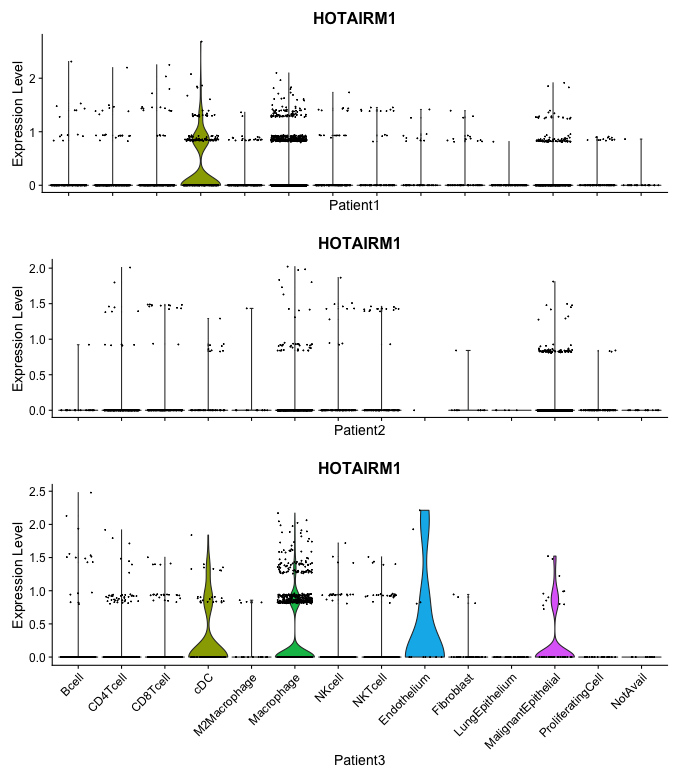 HOTAIRM1
Expression Level
2
1
0
Patient1
HOTAIRM1
Expression Level
2.0
1.5
1.0
0.5
0.0
Patient2
HOTAIRM1
Expression Level
2.5
2.0
1.5
1.0
0.5
0.0
Bcell
CD4Tcell
CD8Tcell
cDC
M2Macrophage
Macrophage
NKcell
NKTcell
Endothelium
Fibroblast
LungEpithelium
MalignantEpithelial
ProliferatingCell
NotAvail
Patient3